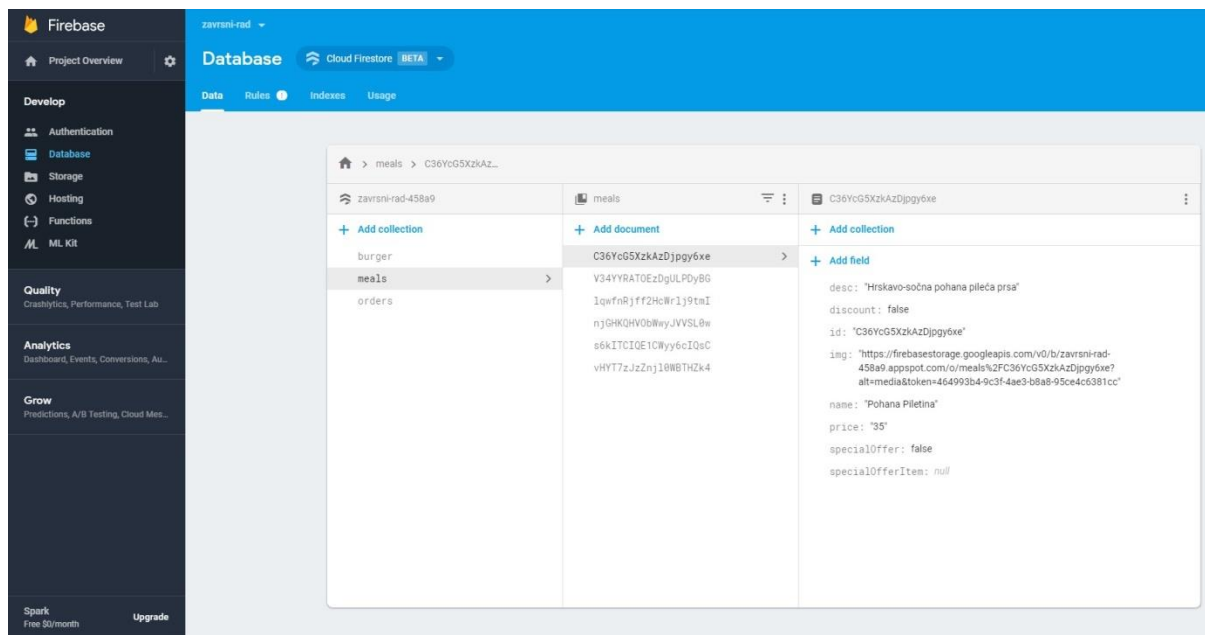 Firebase
Project Overview
Develop
Authentication
Database
Storage
Hosting
Functions
ML Kit
Quality
Crashlytics, Performance, Test Lab
Analytics
Dashboard, Events, Conversions, Au...
Grow
Predictions, A/B Testing, Cloud Mes...
Spark
Free $0/month
Upgrade
zavrsni-rad
Database
Cloud Firestore BETA
Data Rules Indexes Usage
meals > C36YcG5XzkAz...
zavrsni-rad-458a9
+ Add collection
burger
meals
orders
meals
+ Add document
C36YcG5XzkAzDjpgy6xe
V34YYRATOEzDgULPDyBG
lqwfnRjff2HcWrlj9tmI
njGHKQHVObWwyJVVSL0w
s6kITCIQE1CWyy6cIQsC
vHYT7zJzZnjl0WBTHZk4
C36YcG5XzkAzDjpgy6xe
+ Add collection
+ Add field
desc: "Hrskavo-sočna pohana pileća prsa"
discount: false
id: "C36YcG5XzkAzDjpgy6xe"
img: "https://firebasestorage.googleapis.com/v0/b/zavrsni-rad-
458a9.appspot.com/o/meals%2FC36YcG5XzkAzDjpgy6xe?
alt=media&token=464993b4-9c3f-4ae3-b8a8-95ce4c6381cc"
name: "Pohana Piletina"
price: "35"
specialOffer: false
specialOfferItem: null